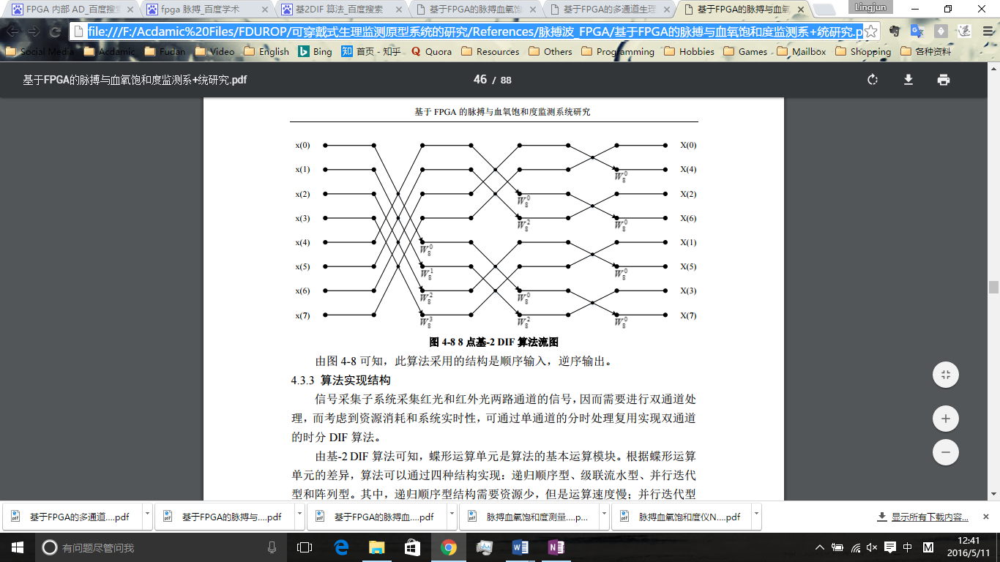 FPGA 内部 AD_百度搜索
fpga 脉搏_百度学术
基2DIF 算法_百度搜索
基于FPGA的脉搏血氧饱
基于FPGA的多通道生理
基于FPGA的脉搏与血氧
Lingjun
file:///F:/Acdamic%20Files/FDUROP/可穿戴式生理监测原型系统的研究/References/脉搏波_FPGA/基于FPGA的脉搏与血氧饱和度监测系+统研究.p
Social Media
Acdamic
Fudan
Video
English
Bing
首页 - 知乎
Quora
Resources
Others
Programming
Hobbies
Games
Mailbox
Shopping
各种资料
基于FPGA的脉搏与血氧饱和度监测系+统研究.pdf
46 / 88
基于 FPGA 的脉搏与血氧饱和度监测系统研究
x(0) X(0)
x(1) W_8^0 X(4)
x(2) W_8^0 X(2)
x(3) W_8^2 W_8^0 X(6)
x(4) W_8^0 X(1)
x(5) W_8^1 W_8^0 X(5)
x(6) W_8^2 W_8^0 X(3)
x(7) W_8^3 W_8^2 W_8^0 X(7)
图 4-8 8 点基-2 DIF 算法流图
由图 4-8 可知，此算法采用的结构是顺序输入，逆序输出。
4.3.3 算法实现结构
信号采集子系统采集红光和红外光两路通道的信号，因而需要进行双通道处
理，而考虑到资源消耗和系统实时性，可通过单通道的分时处理复用实现双通道
的时分 DIF 算法。
由基-2 DIF 算法可知，蝶形运算单元是算法的基本运算模块。根据蝶形运算
单元的差异，算法可以通过四种结构实现：递归顺序型、级联流水型、并行迭代
型和阵列型。其中，递归顺序型结构需要资源少，但是运算速度慢；并行迭代型
基于FPGA的多通道....pdf
基于FPGA的脉搏与....pdf
基于FPGA的脉搏血....pdf
脉搏血氧饱和度测量....p...
脉搏血氧饱和度仪N....pdf
显示所有下载内容...
有问题尽管问我
中
M
12:41
2016/5/11